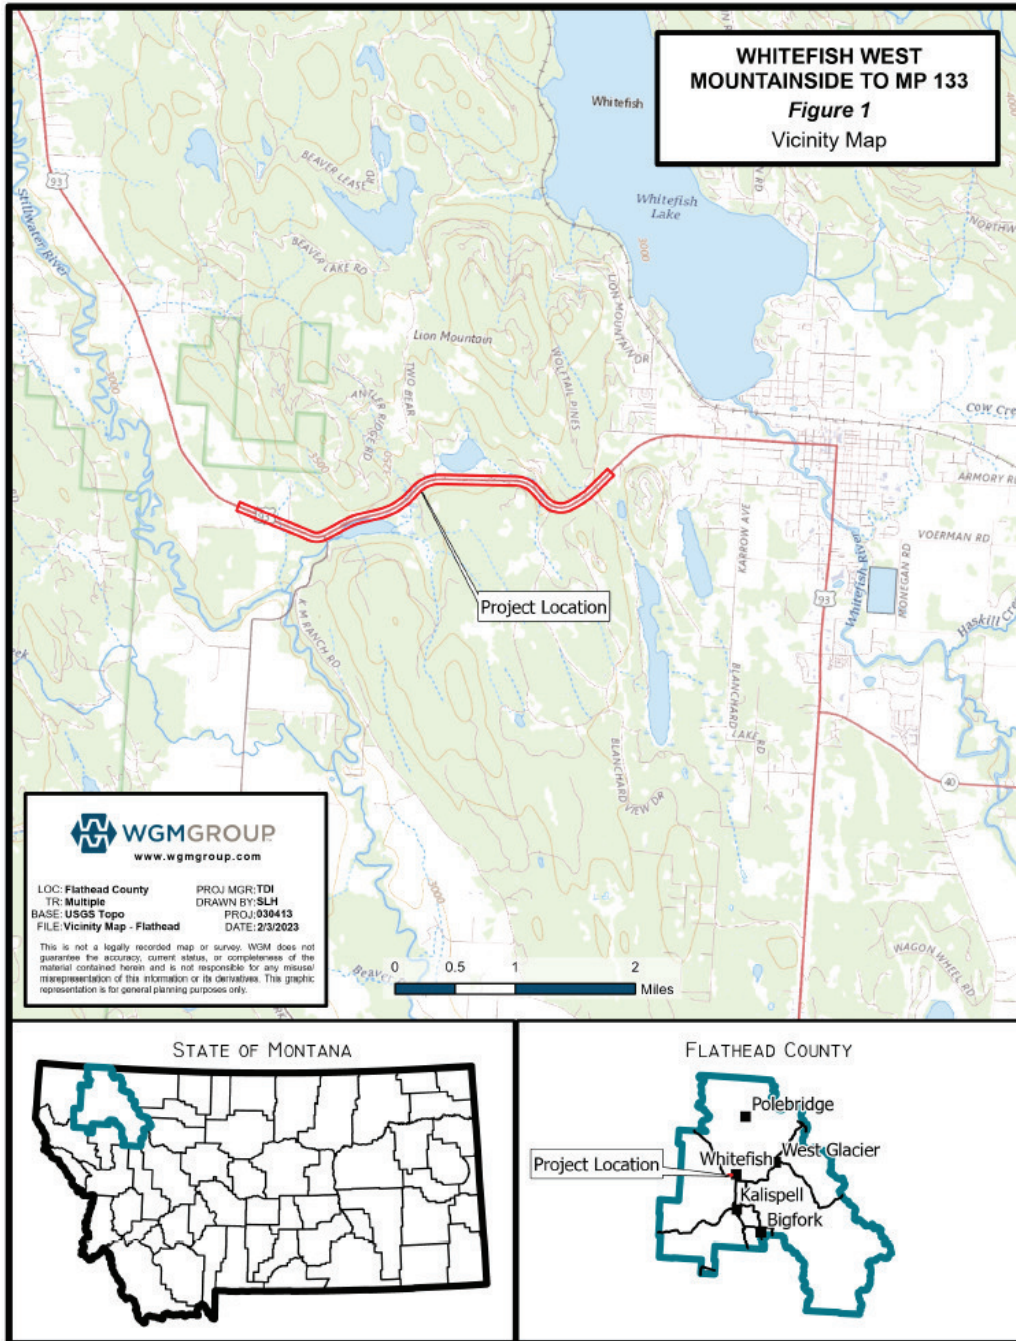 WHITEFISH WEST
MOUNTAINSIDE TO MP 133
Figure 1
Vicinity Map
Whitefish
Whitefish
Lake
BEAVER LEASE RD
93
Stillwater River
BEAVER LAKE RD
NORTHW
3000
LION MOUNTAIN DR
Lion Mountain
WOLFTAIL PINES
TWO BEAR
ANTLER RIDGE RD
3000
3500
3250
COW Cre
ARMORY R
VOERMAN RD
93
KARROW AVE
Whitefish River
MONEGAN RD
93
Haskill Cre
Project Location
K M RANCH RD
eek
BLANCHARD
LAKE RD
BLANCHARD VIEW DR
40
3000
WAGON WHEEL RD
Beaver
WGMGROUP
www.wgmgroup.com
LOC: Flathead County PROJ MGR: TDI
TR: Multiple DRAWN BY: SLH
BASE: USGS Topo PROJ: 030413
FILE: Vicinity Map - Flathead DATE: 2/3/2023
This is not a legally recorded map or survey. WGM does not
guarantee the accuracy, current status, or completeness of the
material contained herein and is not responsible for any misuse/
misrepresentation of this information or its derivatives. This graphic
representation is for general planning purposes only.
0 0.5 1 2
Miles
STATE OF MONTANA
FLATHEAD COUNTY
Polebridge
West Glacier
Whitefish
Project Location
Kalispell
Bigfork